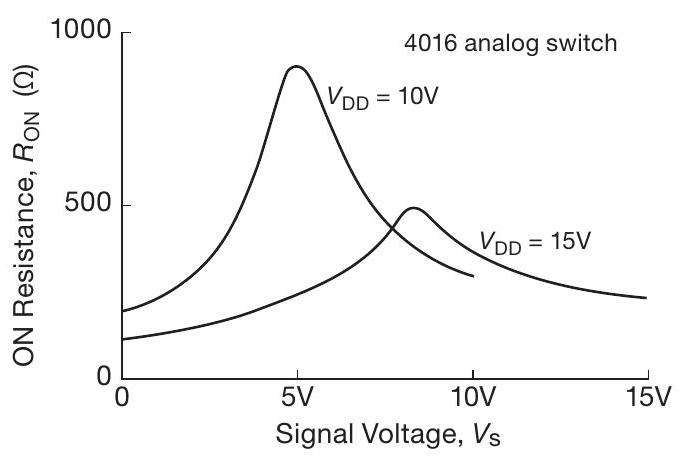 1000
4016 analog switch
V_DD = 10V
ON Resistance, R_ON (Ω)
500
V_DD = 15V
0
0 5V 10V 15V
Signal Voltage, V_s